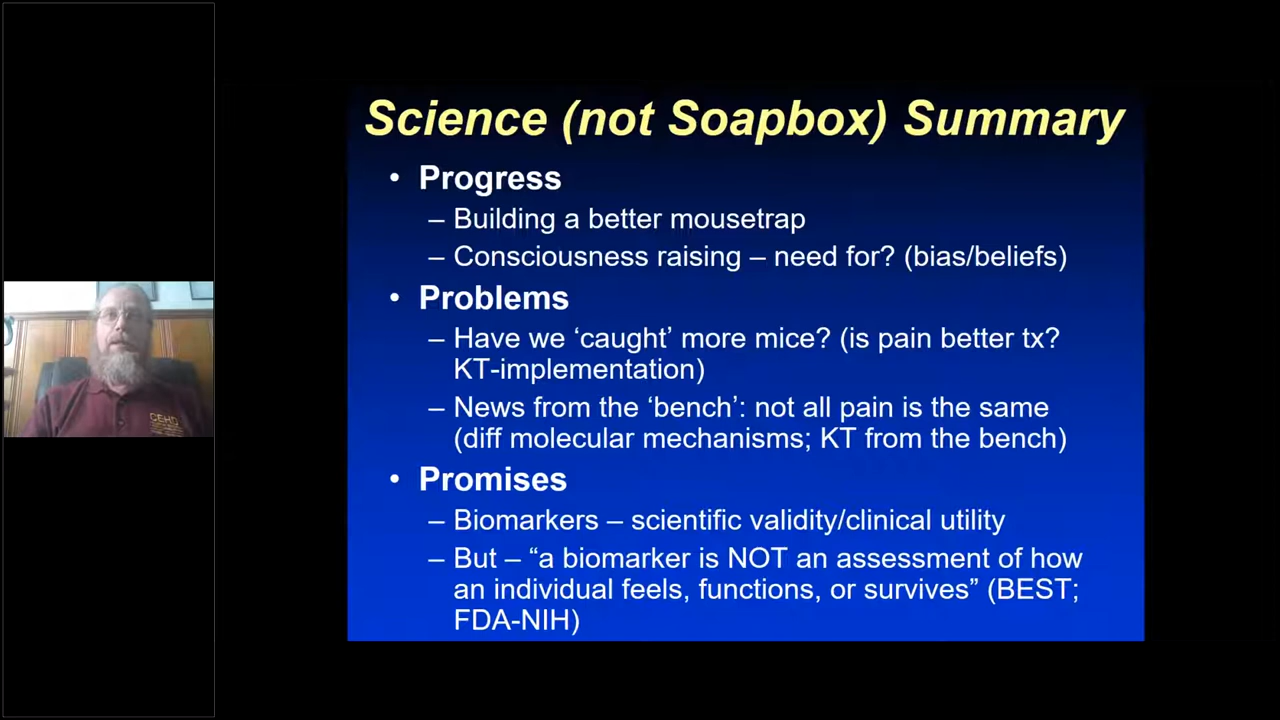 Science (not Soapbox) Summary
• Progress
– Building a better mousetrap
– Consciousness raising – need for? (bias/beliefs)
• Problems
– Have we ‘caught’ more mice? (is pain better tx?
KT-implementation)
– News from the ‘bench’: not all pain is the same
(diff molecular mechanisms; KT from the bench)
• Promises
– Biomarkers – scientific validity/clinical utility
– But – “a biomarker is NOT an assessment of how
an individual feels, functions, or survives” (BEST;
FDA-NIH)
CEHD